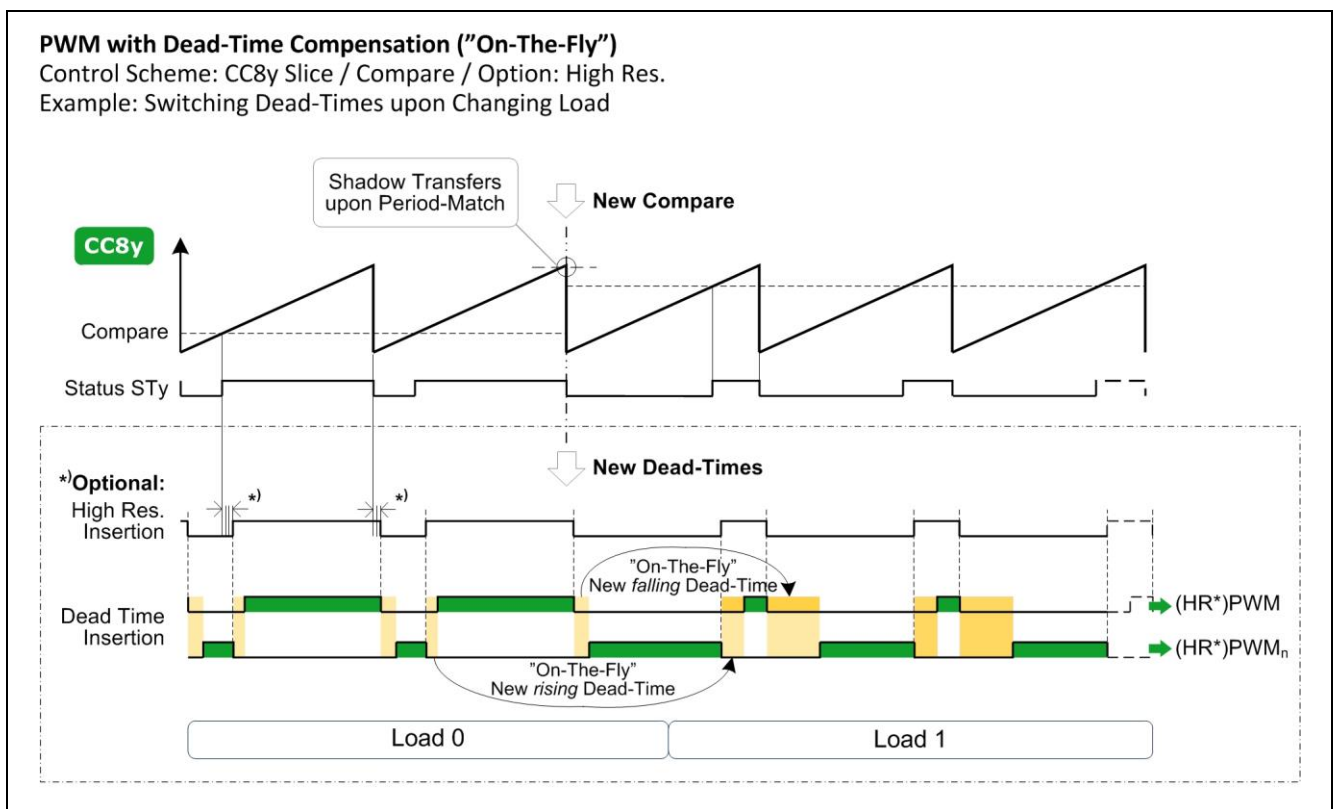 PWM with Dead-Time Compensation (”On-The-Fly”)
Control Scheme: CC8y Slice / Compare / Option: High Res.
Example: Switching Dead-Times upon Changing Load
Shadow Transfers
upon Period-Match
New Compare
CC8y
Compare
Status STy
New Dead-Times
*)Optional:
High Res.
Insertion
*)
*)
”On-The-Fly”
New falling Dead-Time
Dead Time
Insertion
(HR*)PWM
(HR*)PWMn
”On-The-Fly”
New rising Dead-Time
Load 0
Load 1